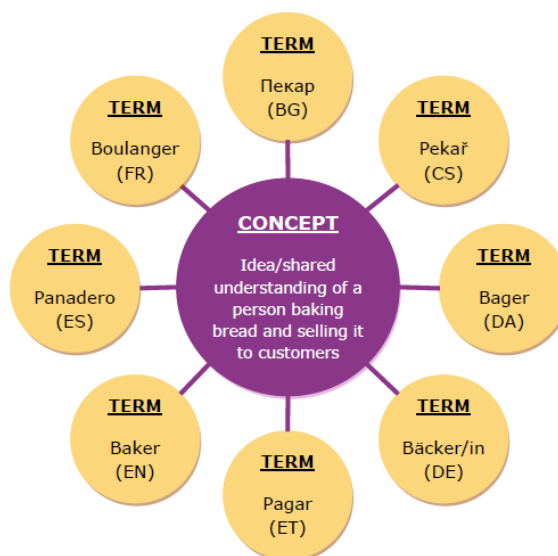 TERM
Пекар
(BG)
TERM
Boulanger
(FR)
TERM
Pekař
(CS)
CONCEPT
Idea/shared
understanding of a
person baking
bread and selling it
to customers
TERM
Panadero
(ES)
TERM
Bager
(DA)
TERM
Baker
(EN)
TERM
Bäcker/in
(DE)
TERM
Pagar
(ET)